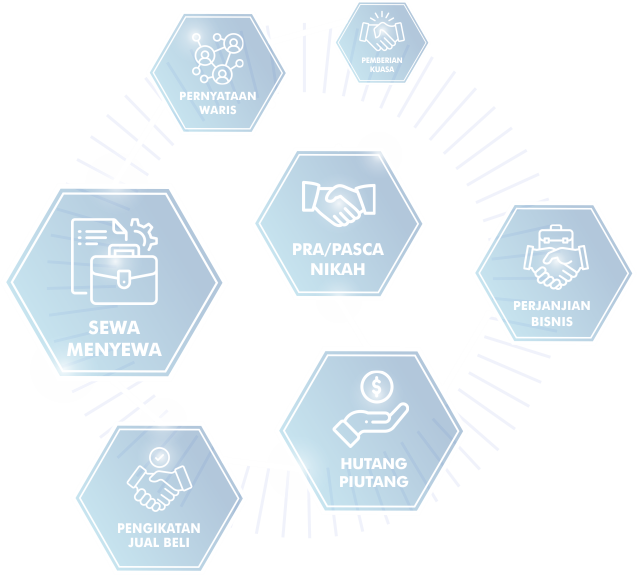 PERNYATAAN
WARIS
PEMBERIAN
KUASA
PRA/PASCA
NIKAH
SEWA
MENYEWA
PERJANJIAN
BISNIS
$
HUTANG
PIUTANG
PENGIKATAN
JUAL BELI